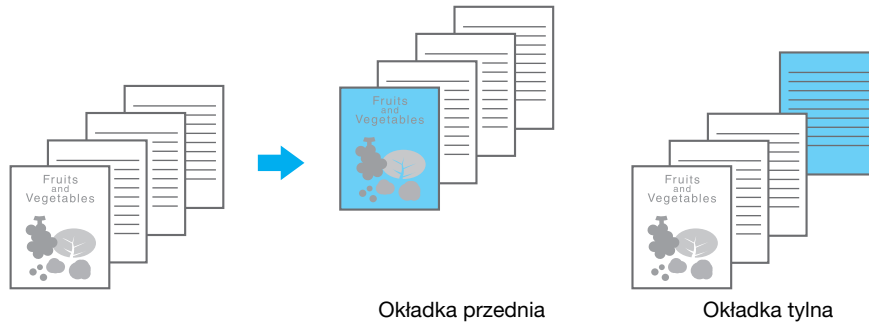 Fruits
and
Vegetables
Fruits
and
Vegetables
Fruits
and
Vegetables
Okładka przednia
Okładka tylna